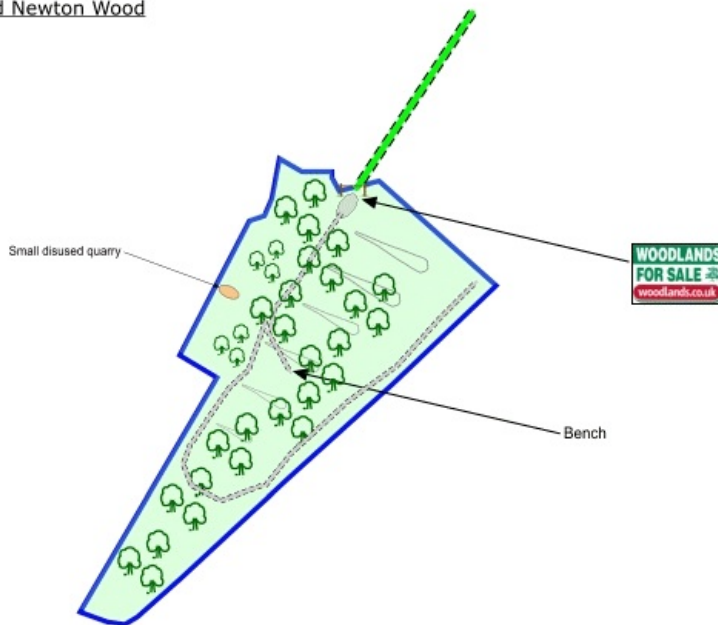 Newton Wood
Small disused quarry
WOODLANDS
FOR SALE
woodlands.co.uk
Bench